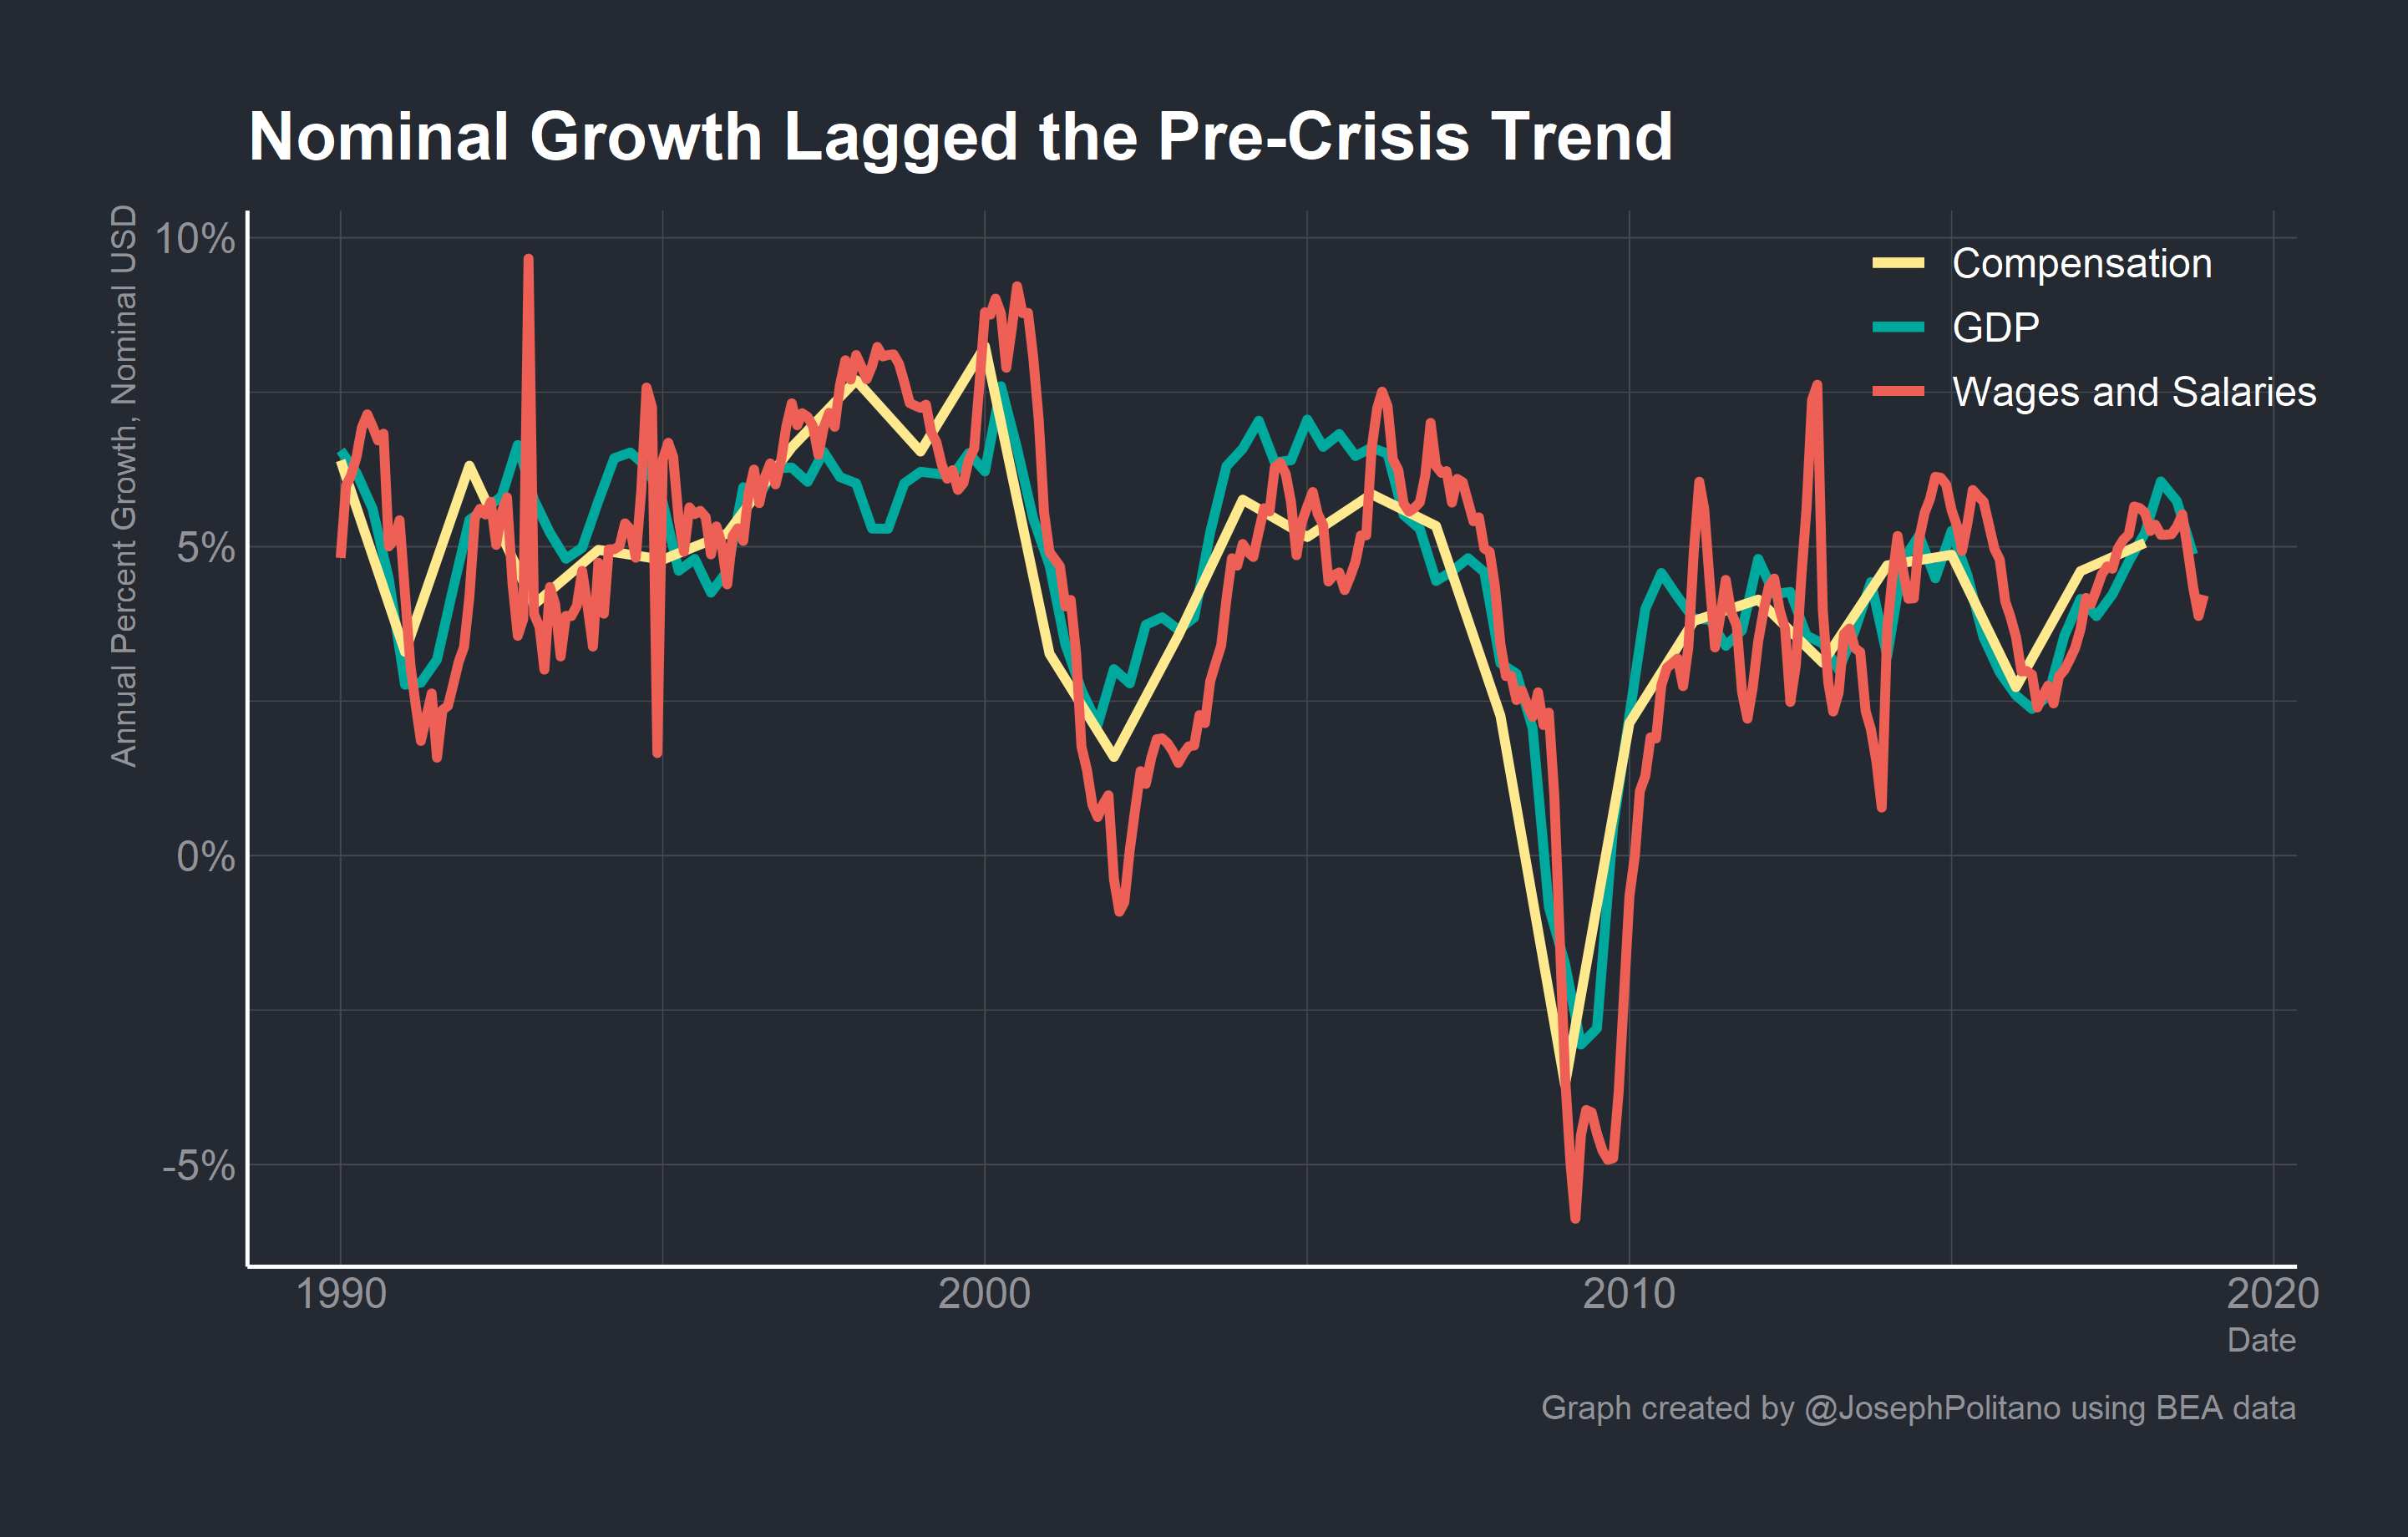 Nominal Growth Lagged the Pre-Crisis Trend
Annual Percent Growth, Nominal USD
10%
5%
0%
-5%
Compensation
GDP
Wages and Salaries
1990
2000
2010
2020
Date
Graph created by @JosephPolitano using BEA data